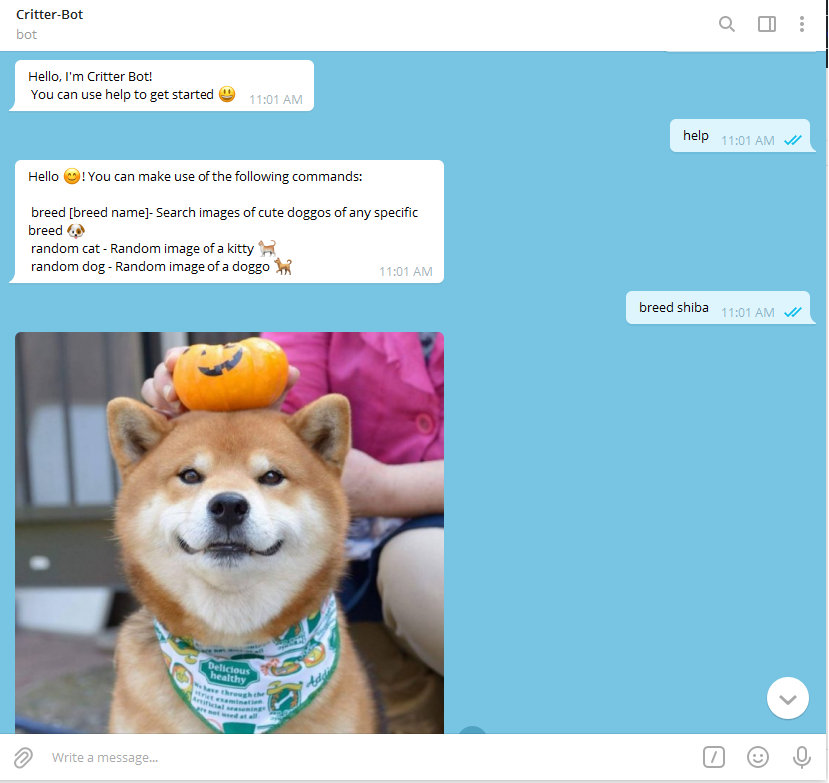 Critter-Bot
bot
Hello, I'm Critter Bot!
You can use help to get started 😃 11:01 AM
help 11:01 AM
Hello 😊! You can make use of the following commands:
breed [breed name]- Search images of cute doggos of any specific
breed 🐶
random cat - Random image of a kitty 🐈
random dog - Random image of a doggo 🐕 11:01 AM
breed shiba 11:01 AM
Delicious
healthy
We have through the
strict examination.
Artificial seasonings
are not used at all
Write a message...